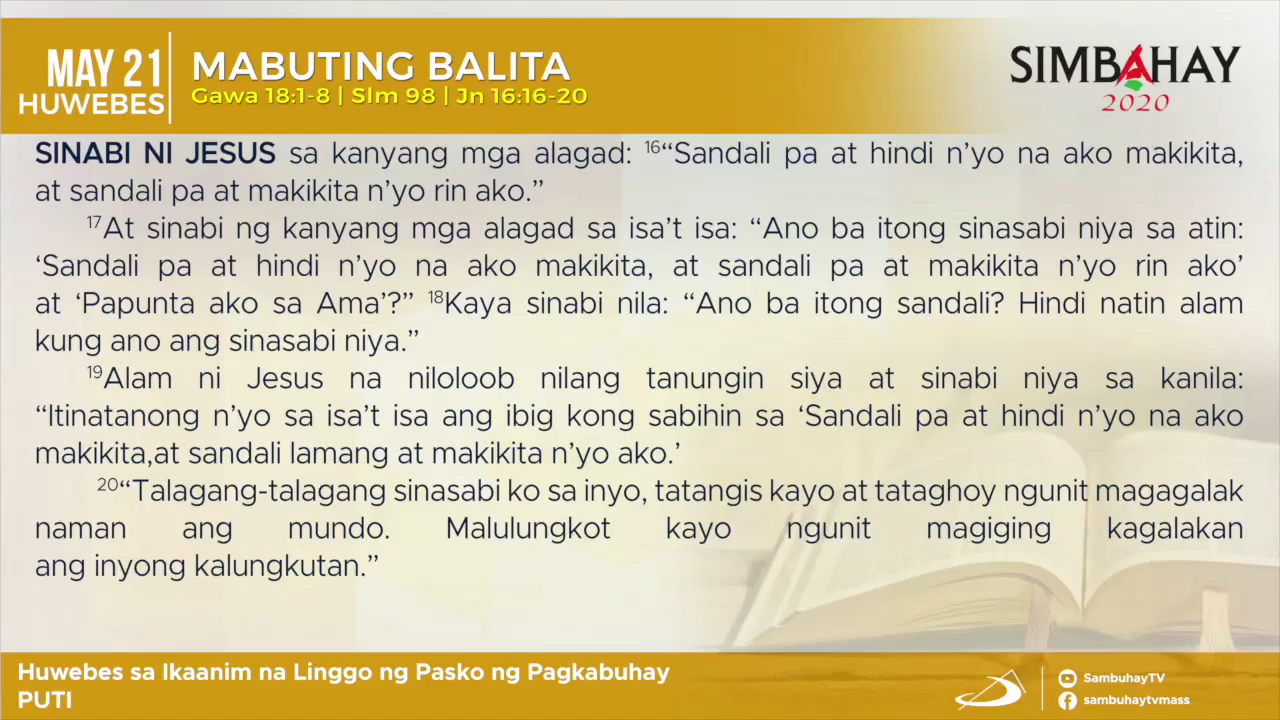 MAY 21
HUWEBES
MABUTING BALITA
Gawa 18:1-8 | Slm 98 | Jn 16:16-20
SIMBAHAY
2020
SINABI NI JESUS sa kanyang mga alagad: 16“Sandali pa at hindi n’yo na ako makikita,
at sandali pa at makikita n’yo rin ako.”
17At sinabi ng kanyang mga alagad sa isa’t isa: “Ano ba itong sinasabi niya sa atin:
‘Sandali pa at hindi n’yo na ako makikita, at sandali pa at makikita n’yo rin ako’
at ‘Papunta ako sa Ama’?” 18Kaya sinabi nila: “Ano ba itong sandali? Hindi natin alam
kung ano ang sinasabi niya.”
19Alam ni Jesus na niloloob nilang tanungin siya at sinabi niya sa kanila:
“Itinatanong n’yo sa isa’t isa ang ibig kong sabihin sa ‘Sandali pa at hindi n’yo na ako
makikita,at sandali lamang at makikita n’yo ako.’
20“Talagang-talagang sinasabi ko sa inyo, tatangis kayo at tataghoy ngunit magagalak
naman ang mundo. Malulungkot kayo ngunit magiging kagalakan
ang inyong kalungkutan.”
Huwebes sa Ikaanim na Linggo ng Pasko ng Pagkabuhay
PUTI
SambuhayTV
sambuhaytvmass